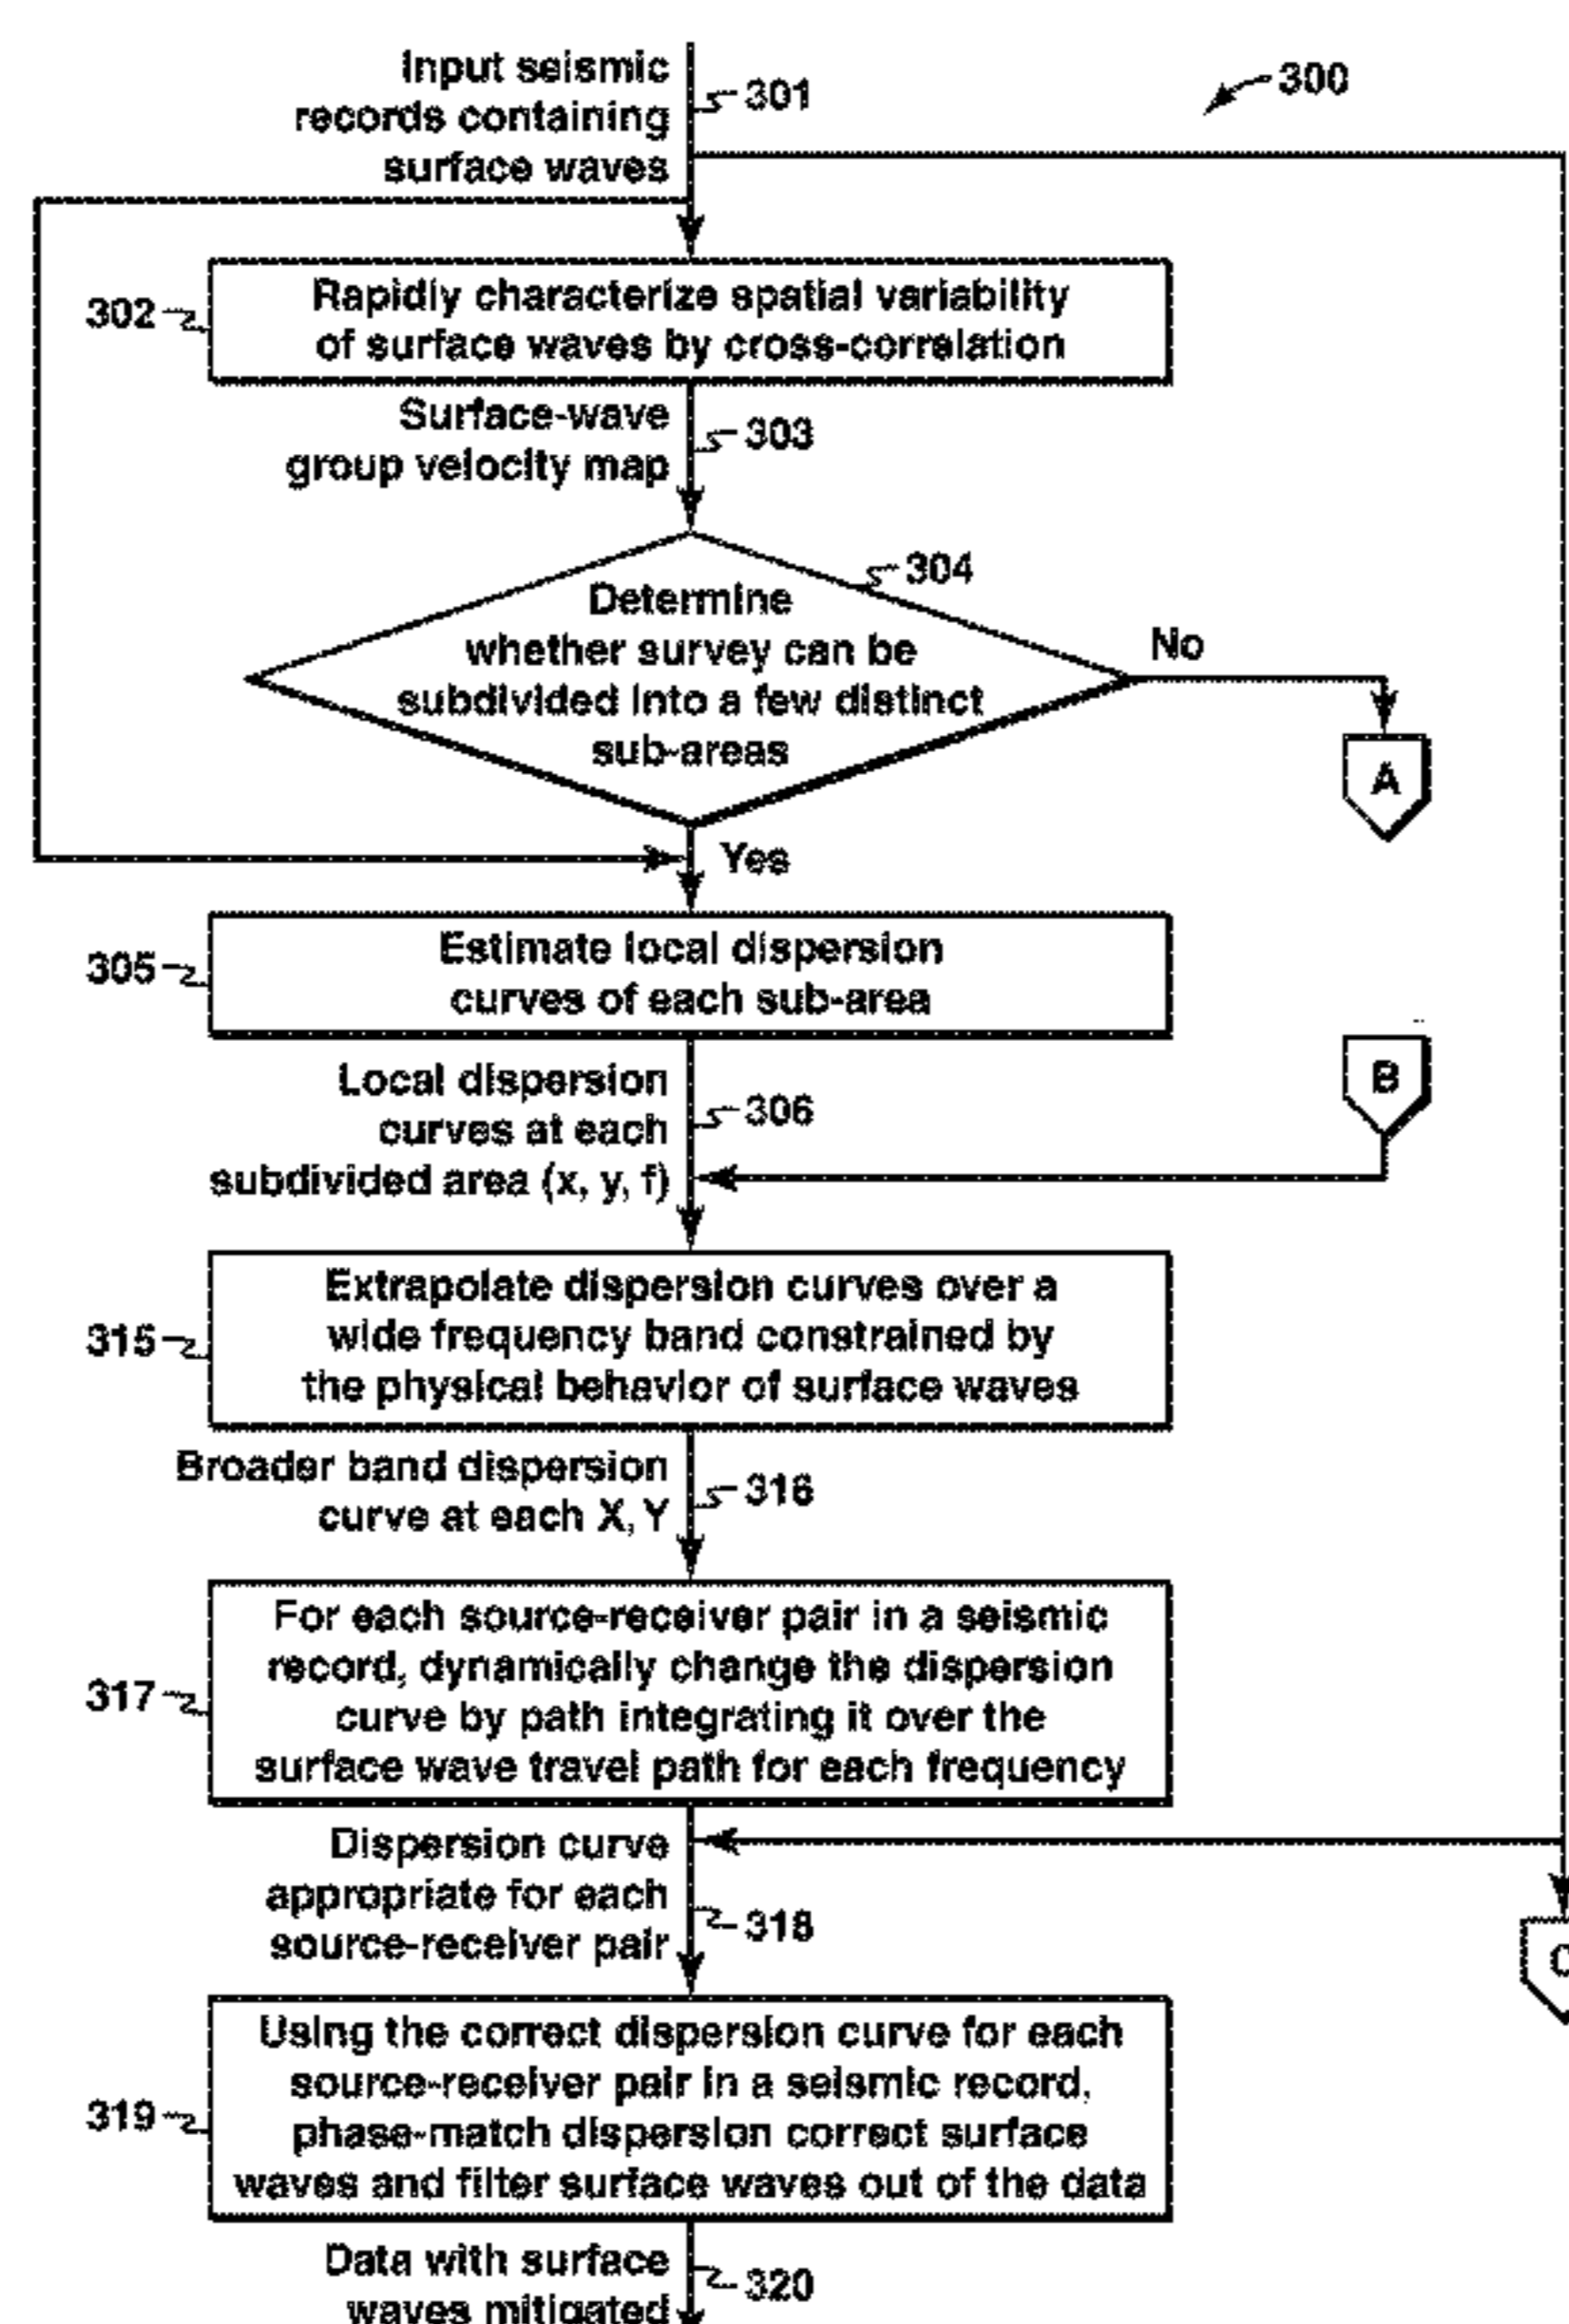 Input seismic
records containing
surface waves
301
300
302
Rapidly characterize spatial variability
of surface waves by cross-correlation
Surface-wave
group velocity map
303
304
Determine
whether survey can be
subdivided into a few distinct
sub-areas
No
A
Yes
305
Estimate local dispersion
curves of each sub-area
B
Local dispersion
curves at each
subdivided area (x, y, f)
306
315
Extrapolate dispersion curves over a
wide frequency band constrained by
the physical behavior of surface waves
Broader band dispersion
curve at each X, Y
316
317
For each source-receiver pair in a seismic
record, dynamically change the dispersion
curve by path integrating it over the
surface wave travel path for each frequency
Dispersion curve
appropriate for each
source-receiver pair
318
319
Using the correct dispersion curve for each
source-receiver pair in a seismic record,
phase-match dispersion correct surface
waves and filter surface waves out of the data
Data with surface
waves mitigated
320